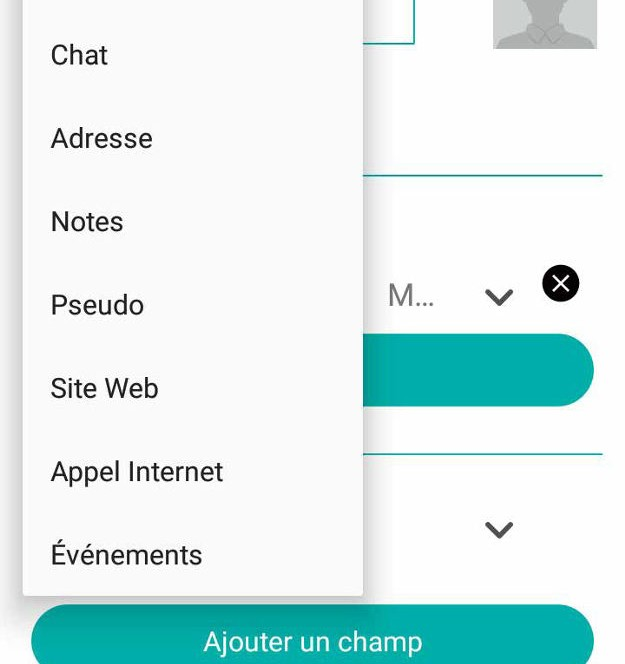 Chat
Adresse
Notes
M...
Pseudo
Site Web
Appel Internet
Événements
Ajouter un champ